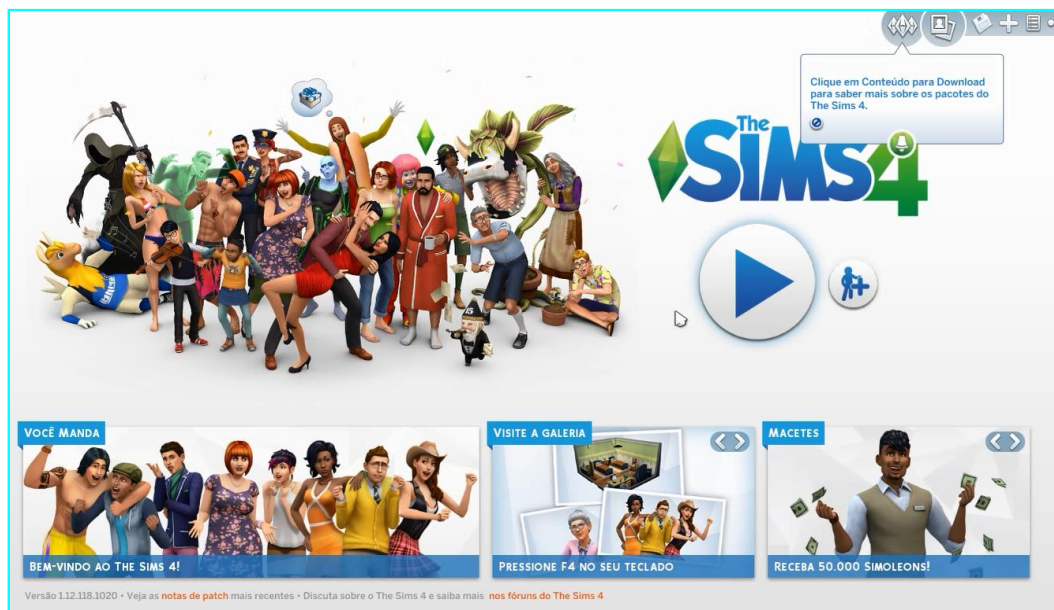 Clique em Conteúdo para Download
para saber mais sobre os pacotes do
The Sims 4.
The
SIMS 4
VOCÊ MANDA
BEM-VINDO AO THE SIMS 4!
VISITE A GALERIA
PRESSIONE F4 NO SEU TECLADO
MACETES
RECEBA 50.000 SIMOLEONS!
Versão 1.12.118.1020 • Veja as notas de patch mais recentes • Discuta sobre o The Sims 4 e saiba mais nos fóruns do The Sims 4